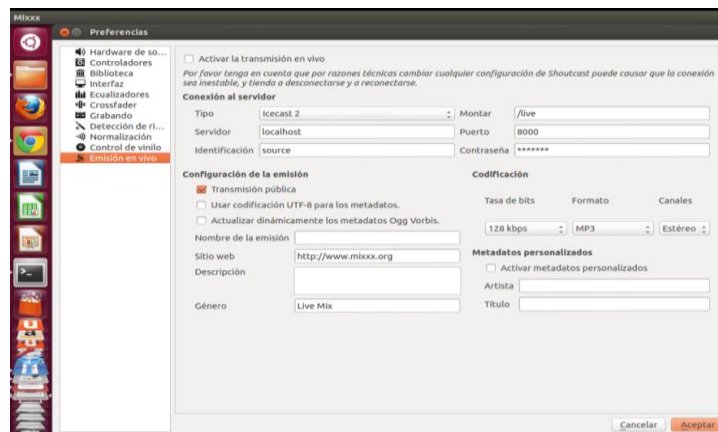 Mixxx
Preferencias
Hardware de so...
Controladores
Biblioteca
Interfaz
Ecualizadores
Crossfader
Grabando
Detección de ri...
Normalización
Control de vinilo
Emisión en vivo
Activar la transmisión en vivo
Por favor tenga en cuenta que por razones técnicas cambiar cualquier configuración de Shoutcast puede causar que la conexión
sea inestable, y tienda a desconectarse y a reconectarse.
Conexión al servidor
Tipo Icecast 2 Montar /live
Servidor localhost Puerto 8000
Identificación source Contraseña *******
Configuración de la emisión
Transmisión pública
Usar codificación UTF-8 para los metadatos.
Actualizar dinámicamente los metadatos Ogg Vorbis.
Nombre de la emisión
Sitio web http://www.mixxx.org
Descripción
Género Live Mix
Codificación
Tasa de bits Formato Canales
128 kbps MP3 Estéreo
Metadatos personalizados
Activar metadatos personalizados
Artista
Título
Cancelar Aceptar